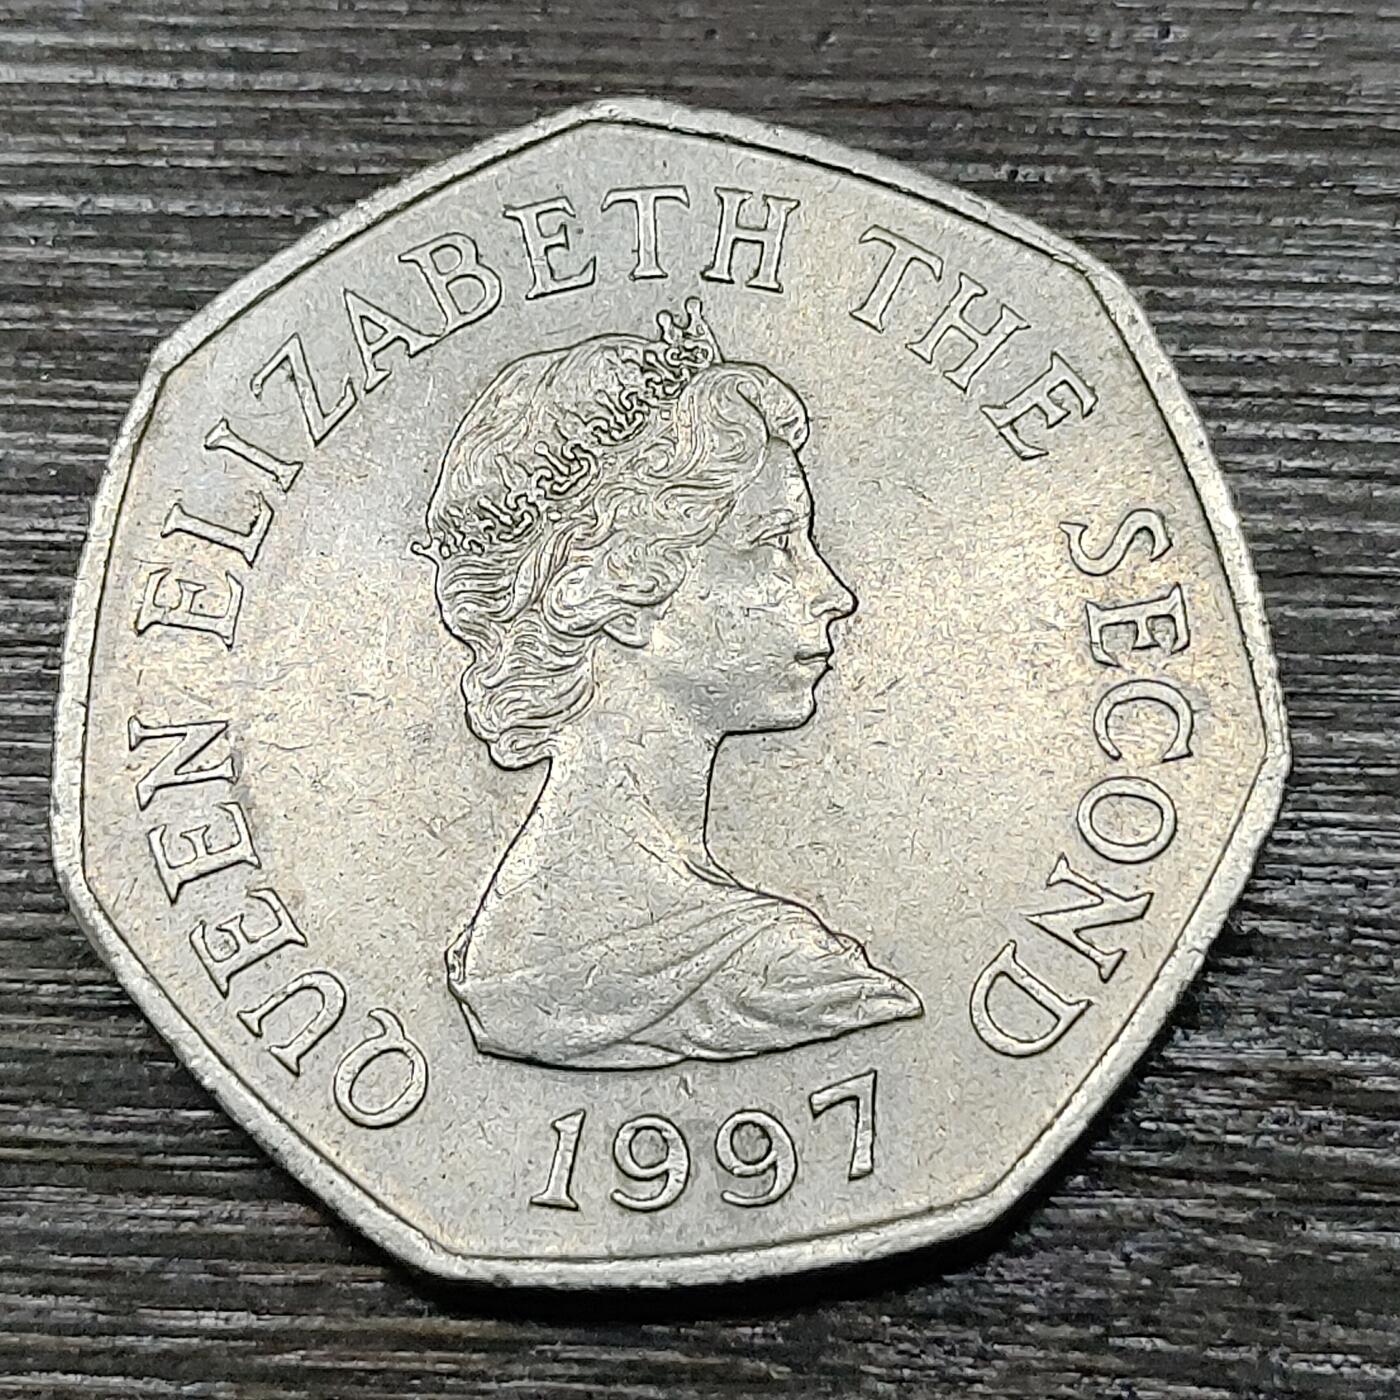 QUEEN ELIZABETH THE SECOND
1997